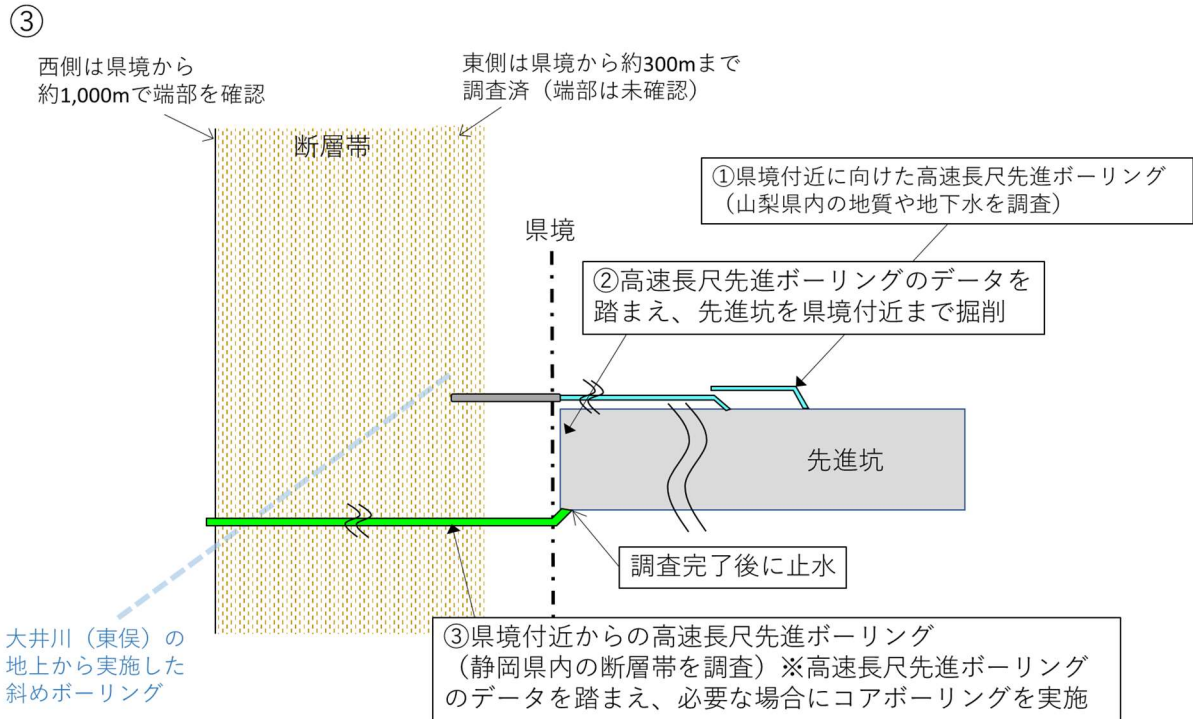 ③
西側は県境から
約1,000mで端部を確認
東側は県境から約300mまで
調査済（端部は未確認）
断層帯
①県境付近に向けた高速長尺先進ボーリング
（山梨県内の地質や地下水を調査）
県境
②高速長尺先進ボーリングのデータを
踏まえ、先進坑を県境付近まで掘削
先進坑
調査完了後に止水
大井川（東俣）の
地上から実施した
斜めボーリング
③県境付近からの高速長尺先進ボーリング
（静岡県内の断層帯を調査）※高速長尺先進ボーリング
のデータを踏まえ、必要な場合にコアボーリングを実施